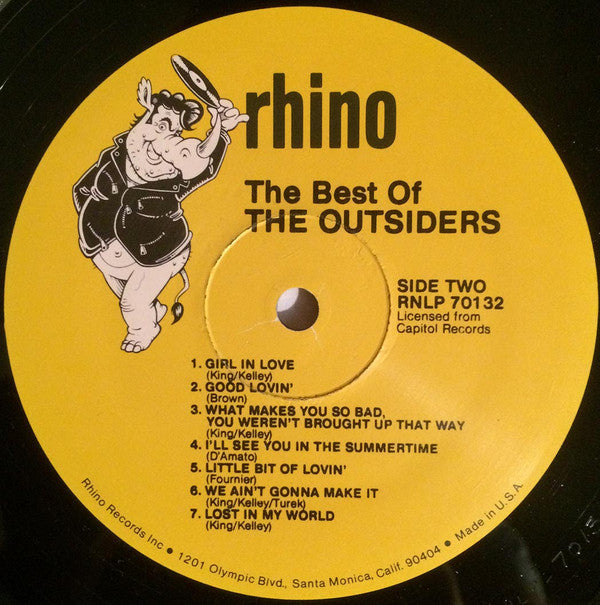 rhino
The Best Of
THE OUTSIDERS
SIDE TWO
RNLP 70132
Licensed from
Capitol Records
1. GIRL IN LOVE
(King/Kelley)
2. GOOD LOVIN'
(Brown)
3. WHAT MAKES YOU SO BAD,
YOU WEREN'T BROUGHT UP THAT WAY
(King/Kelley)
4. I'LL SEE YOU IN THE SUMMERTIME
(D'Amato)
5. LITTLE BIT OF LOVIN'
(Fournier)
6. WE AIN'T GONNA MAKE IT
(King/Kelley/Turek)
7. LOST IN MY WORLD
(King/Kelley)
Rhino Records Inc • 1201 Olympic Blvd., Santa Monica, Calif. 90404 • Made in U.S.A.